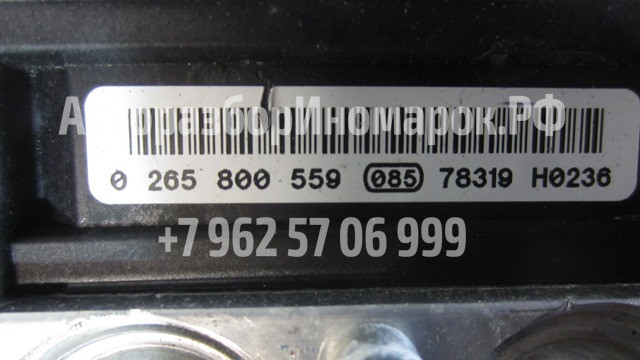 АвторазборИномарок.РФ
0 265 800 559 085 78319 H0236
+7 962 57 06 999